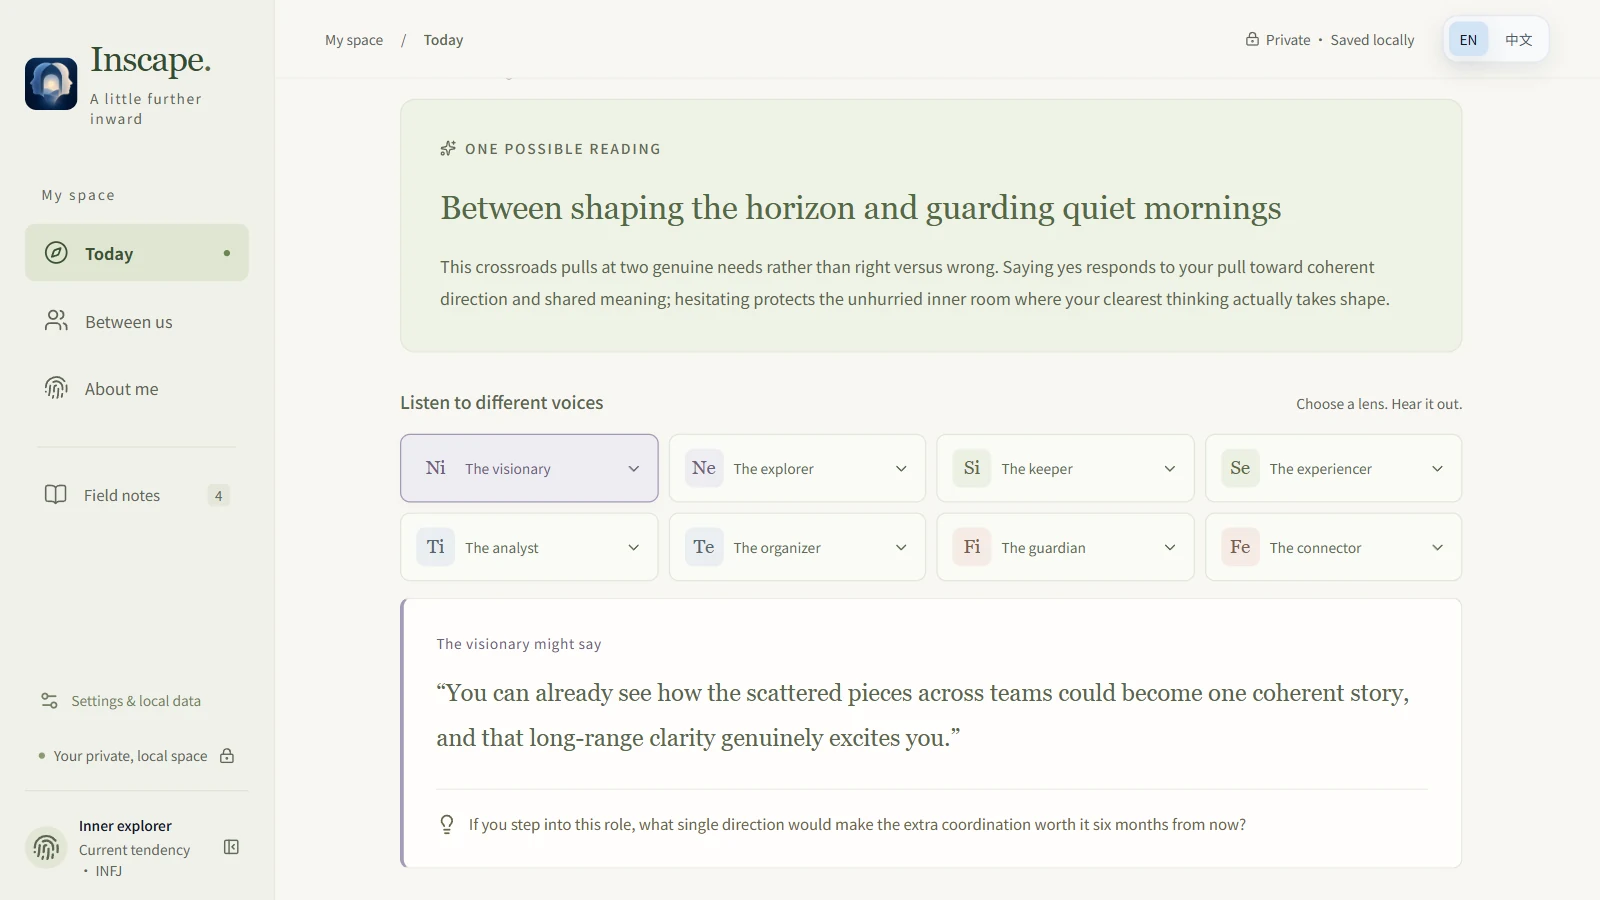 Inscape.
A little further
inward
My space
Today
Between us
About me
Field notes
4
Settings & local data
Your private, local space
Inner explorer
Current tendency
• INFJ
My space / Today
Private • Saved locally
EN
中文
ONE POSSIBLE READING
Between shaping the horizon and guarding quiet mornings
This crossroads pulls at two genuine needs rather than right versus wrong. Saying yes responds to your pull toward coherent
direction and shared meaning; hesitating protects the unhurried inner room where your clearest thinking actually takes shape.
Listen to different voices
Choose a lens. Hear it out.
Ni The visionary
Ne The explorer
Si The keeper
Se The experiencer
Ti The analyst
Te The organizer
Fi The guardian
Fe The connector
The visionary might say
“You can already see how the scattered pieces across teams could become one coherent story,
and that long-range clarity genuinely excites you.”
If you step into this role, what single direction would make the extra coordination worth it six months from now?